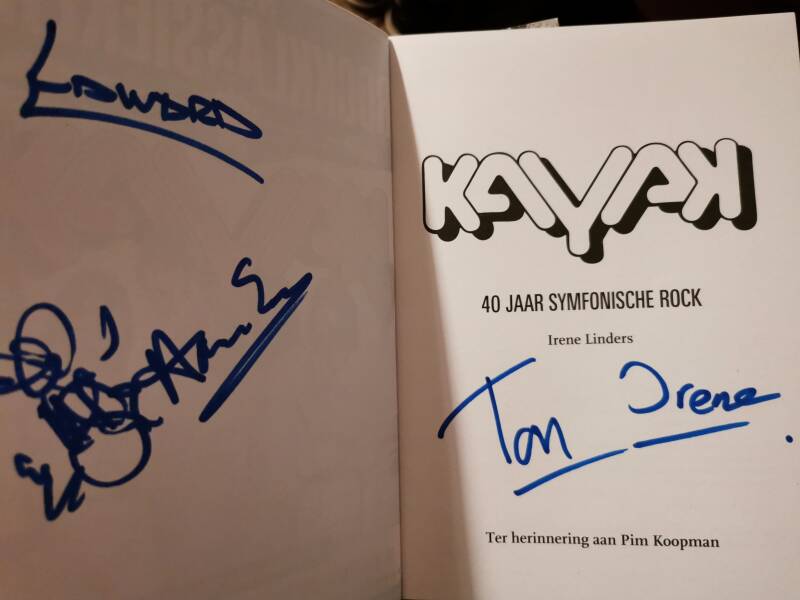 EDWARD
KAYAK
40 JAAR SYMFONISCHE ROCK
Irene Linders
Ton Irene
Ter herinnering aan Pim Koopman